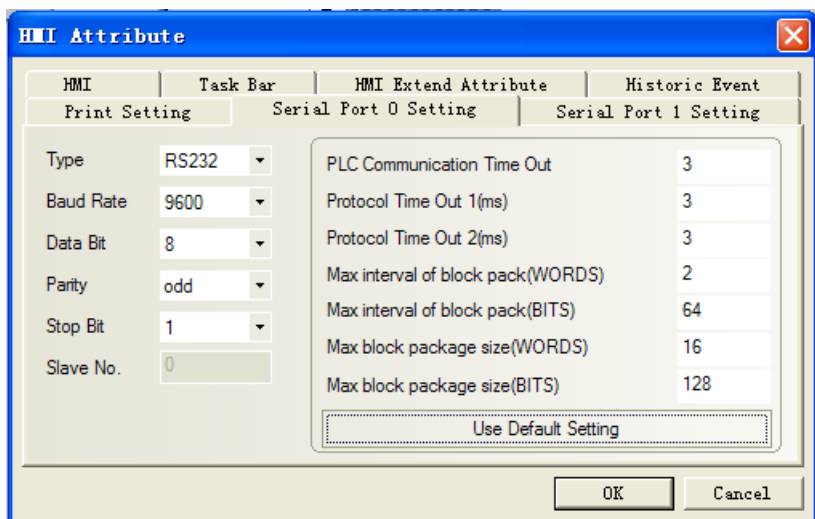 HMI Attribute
HMI Task Bar HMI Extend Attribute Historic Event
Print Setting Serial Port 0 Setting Serial Port 1 Setting
Type RS232
Baud Rate 9600
Data Bit 8
Parity odd
Stop Bit 1
Slave No. 0
PLC Communication Time Out 3
Protocol Time Out 1(ms) 3
Protocol Time Out 2(ms) 3
Max interval of block pack(WORDS) 2
Max interval of block pack(BITS) 64
Max block package size(WORDS) 16
Max block package size(BITS) 128
Use Default Setting
OK Cancel